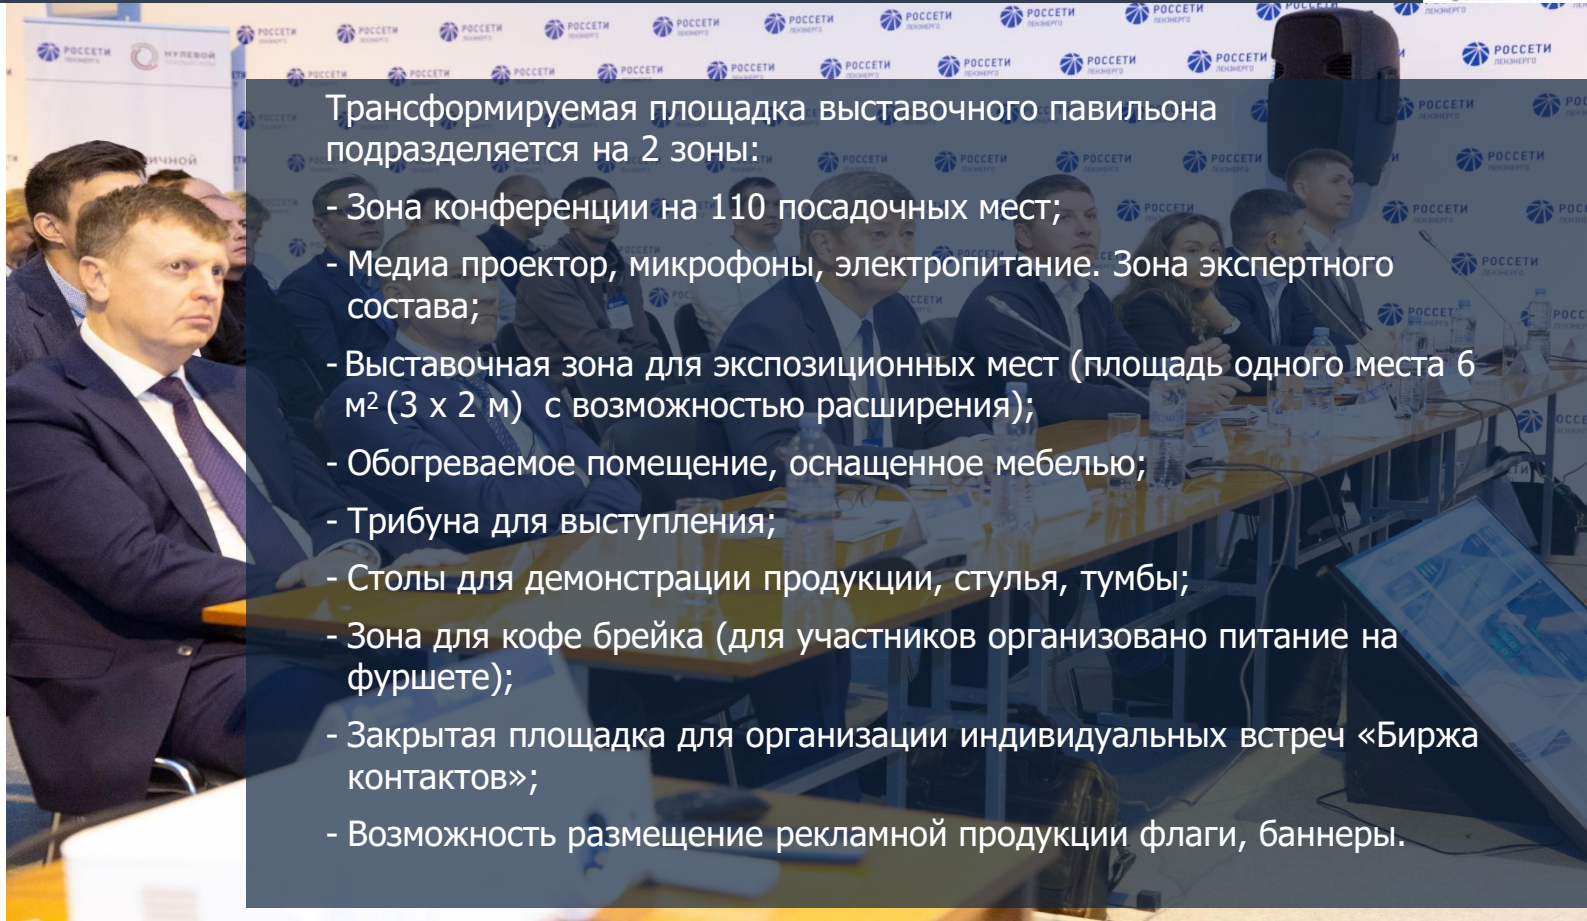 Трансформируемая площадка выставочного павильона
подразделяется на 2 зоны:
- Зона конференции на 110 посадочных мест;
- Медиа проектор, микрофоны, электропитание. Зона экспертного
состава;
- Выставочная зона для экспозиционных мест (площадь одного места 6
м² (3 х 2 м) с возможностью расширения);
- Обогреваемое помещение, оснащенное мебелью;
- Трибуна для выступления;
- Столы для демонстрации продукции, стулья, тумбы;
- Зона для кофе брейка (для участников организовано питание на
фуршете);
- Закрытая площадка для организации индивидуальных встреч «Биржа
контактов»;
- Возможность размещение рекламной продукции флаги, баннеры.
РОССЕТИ
ЛЕНЭНЕРГО
НУЛЕВОЙ